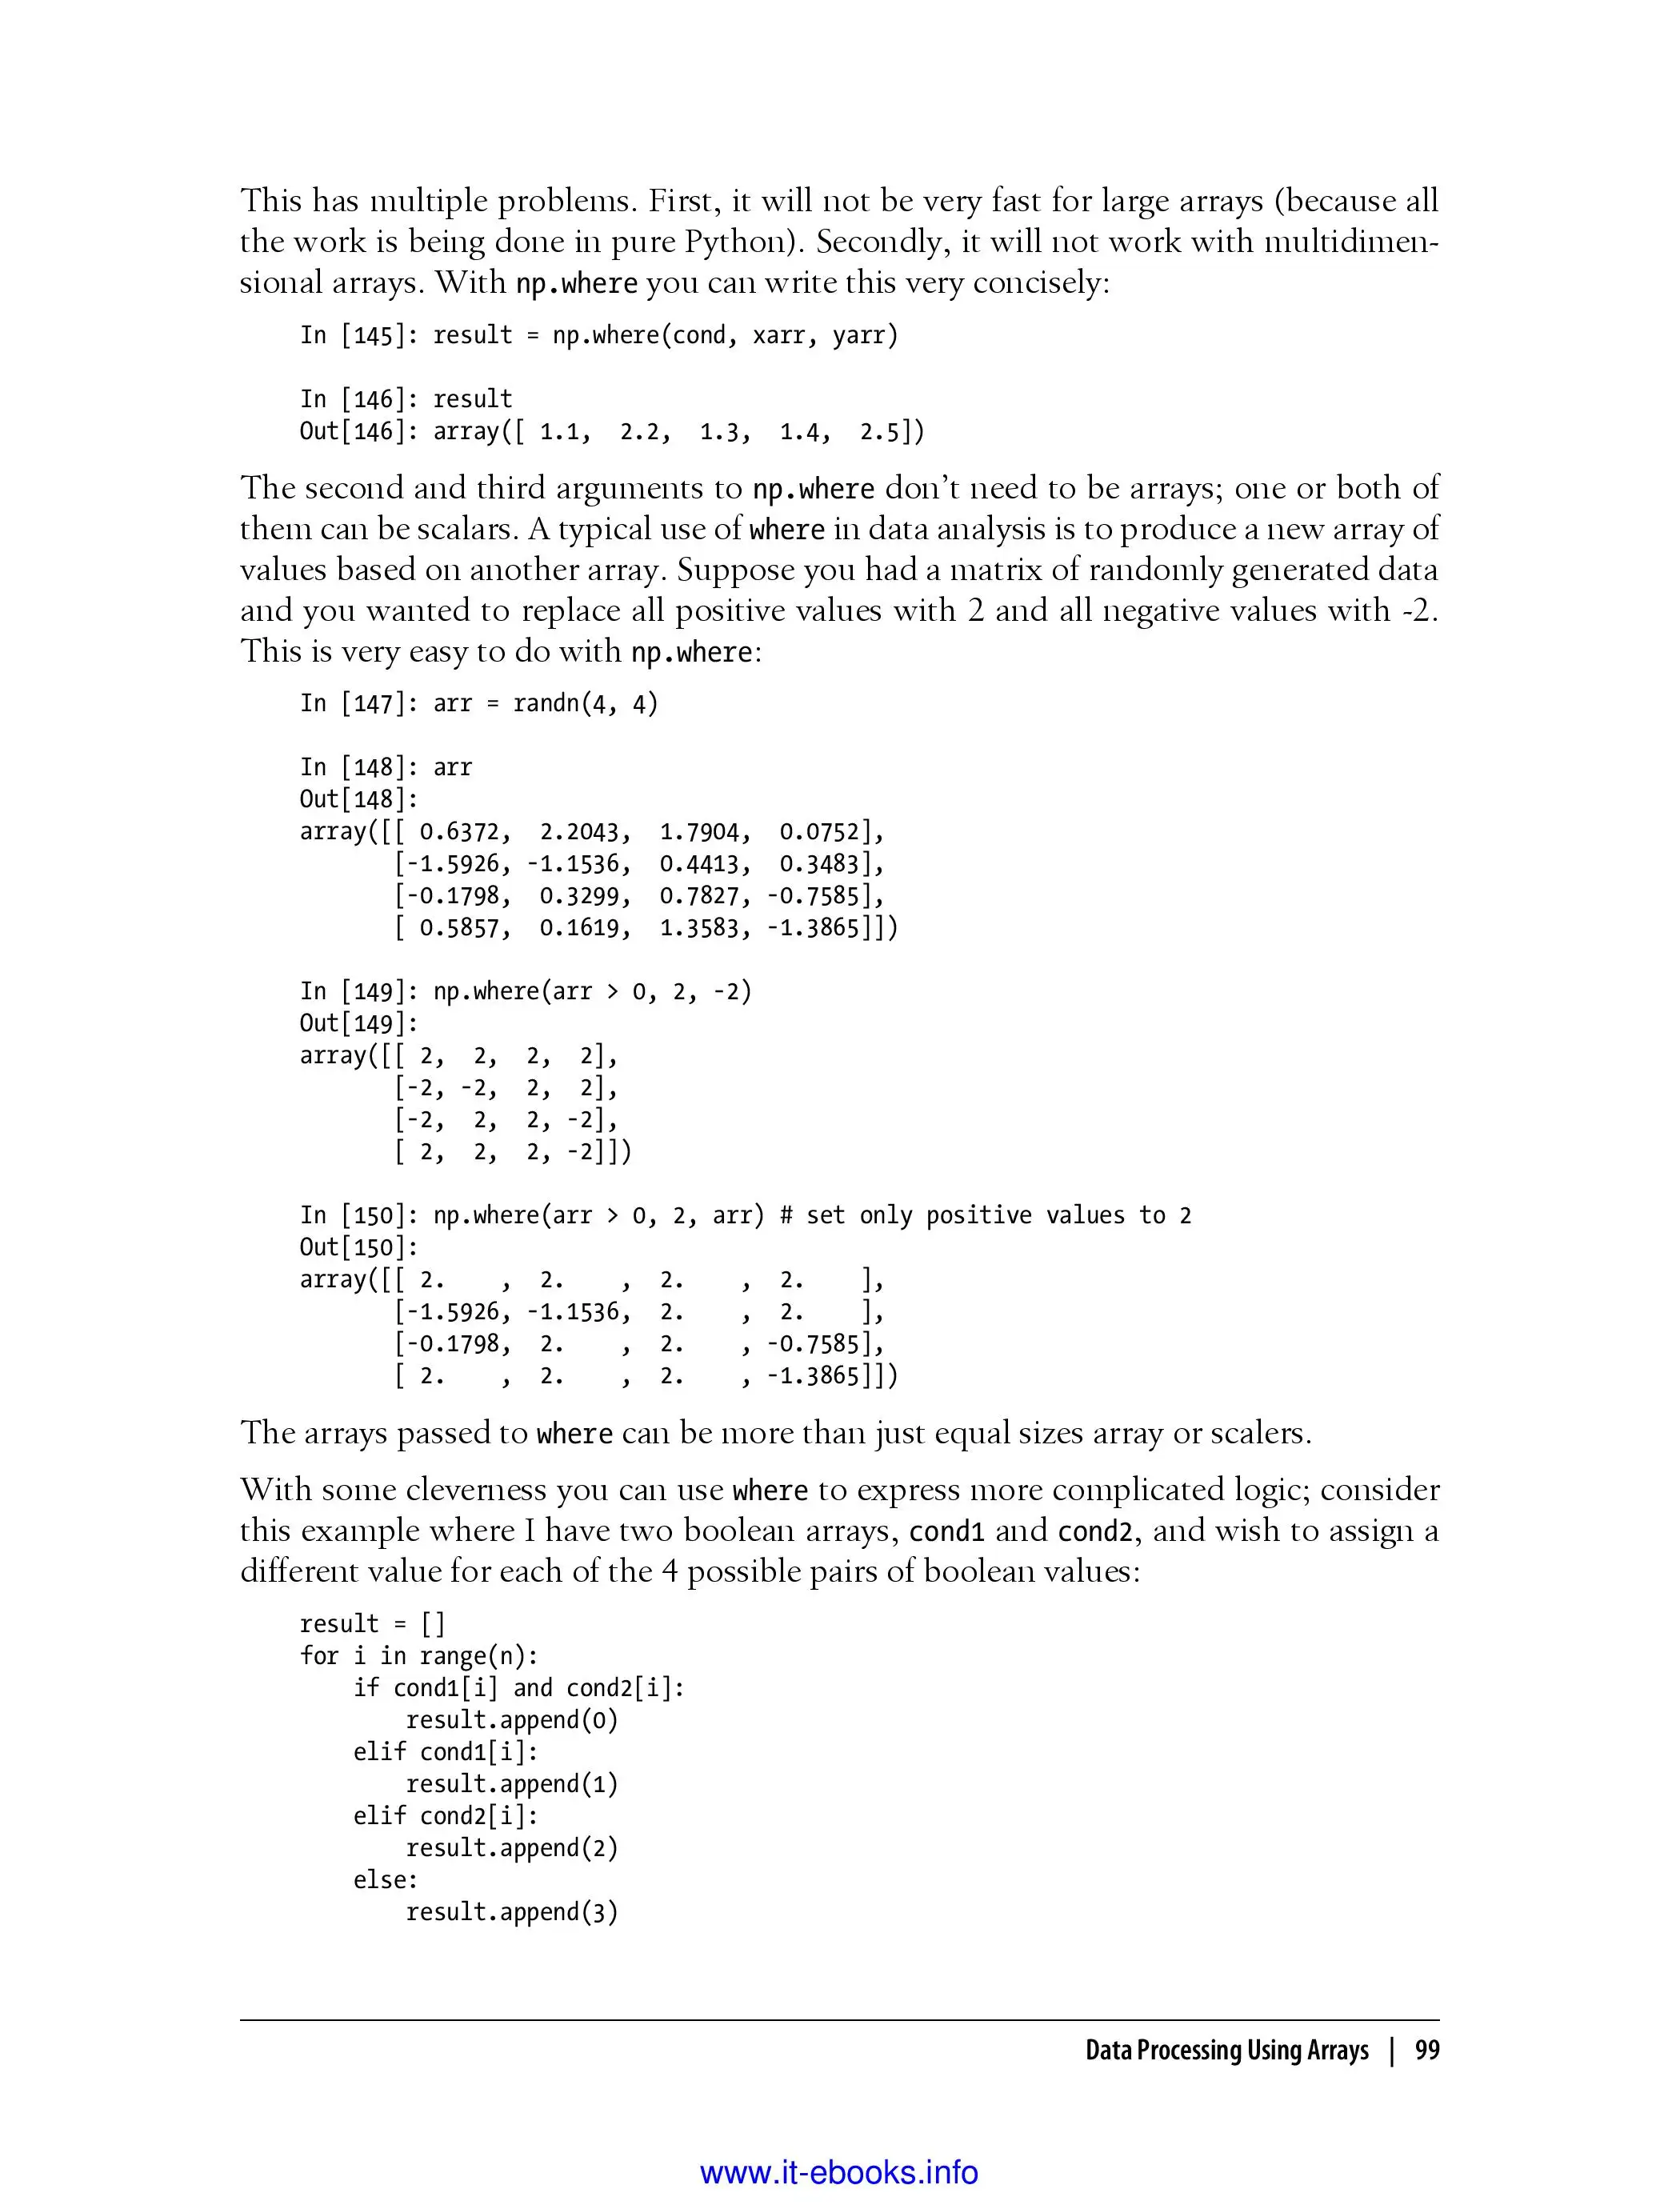 This has multiple problems. First, it will not be very fast for large arrays (because all
the work is being done in pure Python). Secondly, it will not work with multidimen-
sional arrays. With np.where you can write this very concisely:
In [145]: result = np.where(cond, xarr, yarr)
In [146]: result
Out[146]: array([ 1.1,  2.2,  1.3,  1.4,  2.5])
The second and third arguments to np.where don’t need to be arrays; one or both of
them can be scalars. A typical use of where in data analysis is to produce a new array of
values based on another array. Suppose you had a matrix of randomly generated data
and you wanted to replace all positive values with 2 and all negative values with -2.
This is very easy to do with np.where:
In [147]: arr = randn(4, 4)
In [148]: arr
Out[148]:
array([[ 0.6372,  2.2043,  1.7904,  0.0752],
       [-1.5926, -1.1536,  0.4413,  0.3483],
       [-0.1798,  0.3299,  0.7827, -0.7585],
       [ 0.5857,  0.1619,  1.3583, -1.3865]])
In [149]: np.where(arr > 0, 2, -2)
Out[149]:
array([[ 2,  2,  2,  2],
       [-2, -2,  2,  2],
       [-2,  2,  2, -2],
       [ 2,  2,  2, -2]])
In [150]: np.where(arr > 0, 2, arr) # set only positive values to 2
Out[150]:
array([[ 2.    ,  2.    ,  2.    ,  2.    ],
       [-1.5926, -1.1536,  2.    ,  2.    ],
       [-0.1798,  2.    ,  2.    , -0.7585],
       [ 2.    ,  2.    ,  2.    , -1.3865]])
The arrays passed to where can be more than just equal sizes array or scalers.
With some cleverness you can use where to express more complicated logic; consider
this example where I have two boolean arrays, cond1 and cond2, and wish to assign a
different value for each of the 4 possible pairs of boolean values:
result = []
for i in range(n):
    if cond1[i] and cond2[i]:
        result.append(0)
    elif cond1[i]:
        result.append(1)
    elif cond2[i]:
        result.append(2)
    else:
        result.append(3)
Data Processing Using Arrays | 99
www.it-ebooks.info